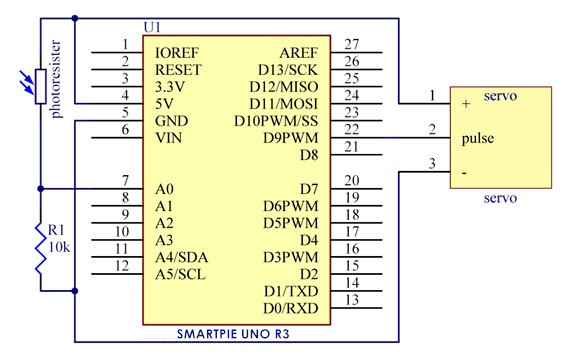 U1
1 IOREF AREF 27
2 RESET D13/SCK 26
3 3.3V D12/MISO 25
4 5V D11/MOSI 24
5 GND D10PWM/SS 23
6 VIN D9PWM 22
D8 21
7 A0 D7 20
8 A1 D6PWM 19
9 A2 D5PWM 18
10 A3 D4 17
11 A4/SDA D3PWM 16
12 A5/SCL D2 15
D1/TXD 14
D0/RXD 13
SMARTPIE UNO R3
photoresister
R1
10k
servo
1 +
2 pulse
3 -
servo